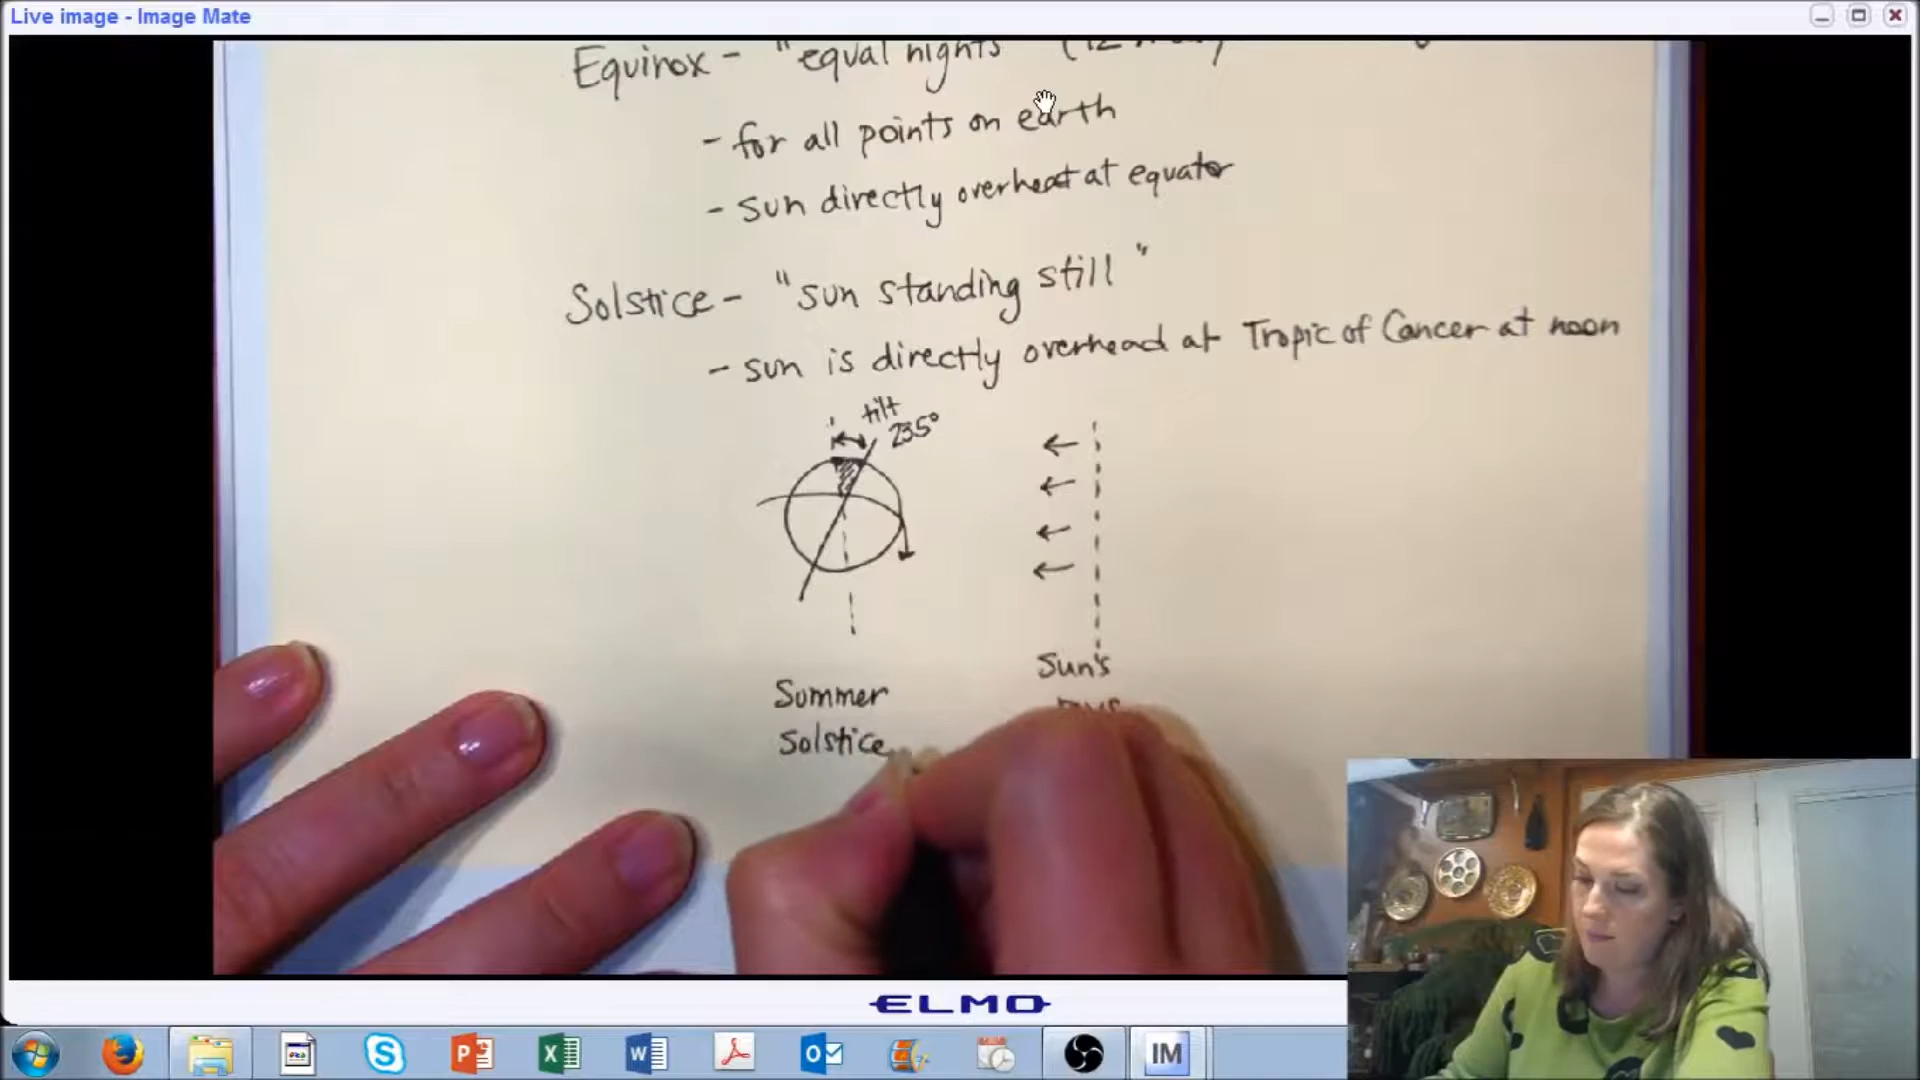 Live image - Image Mate
Equinox - "equal nights"
- for all points on earth
- sun directly overheat at equator
Solstice - "sun standing still"
- sun is directly overhead at Tropic of Cancer at noon
tilt
23.5°
Sun's
rays
Summer
Solstice
ELMO
IM